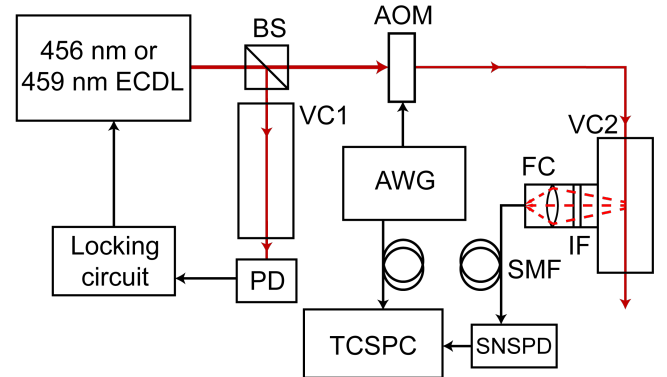 BS
AOM
456 nm or
459 nm ECDL
VC1
VC2
AWG
FC
IF
Locking
circuit
PD
SMF
TCSPC
SNSPD